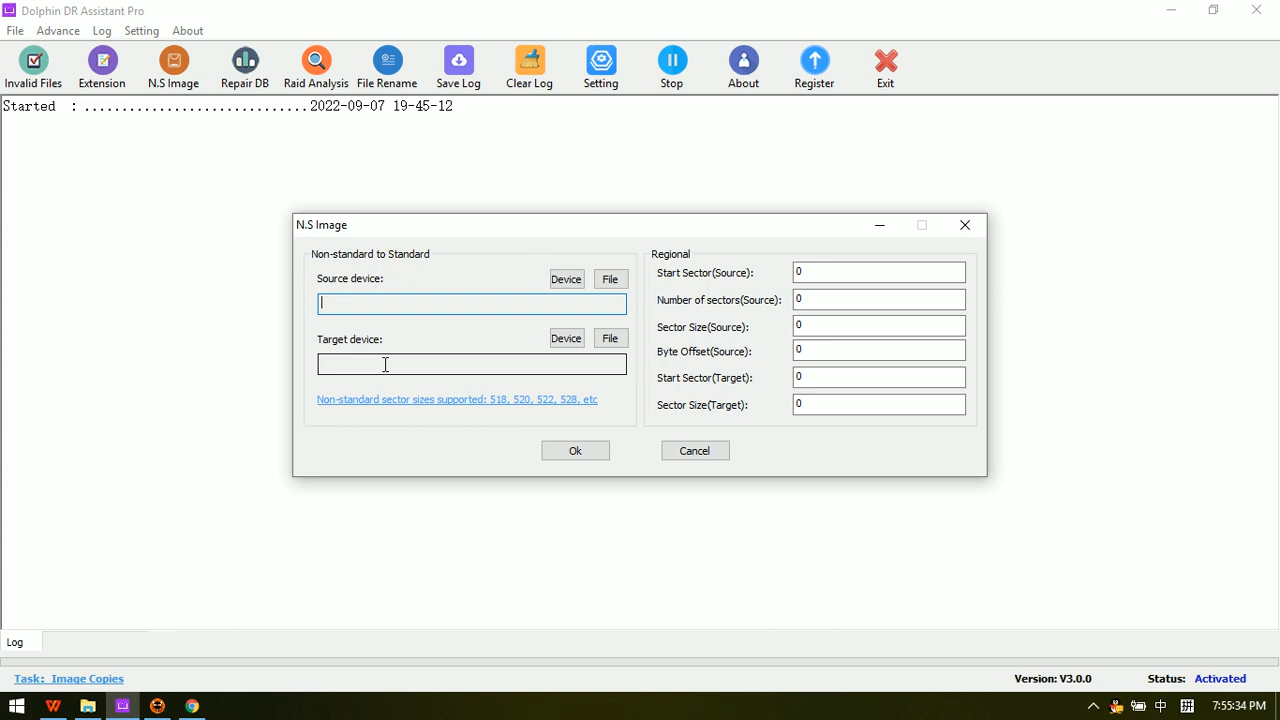 Dolphin DR Assistant Pro
File Advance Log Setting About
Invalid Files Extension N.S Image Repair DB Raid Analysis File Rename Save Log Clear Log Setting Stop About Register Exit
Started : ..............................2022-09-07 19-45-12
N.S Image
Non-standard to Standard
Source device: Device File
Target device: Device File
Non-standard sector sizes supported: 518, 520, 522, 528, etc
Regional
Start Sector(Source): 0
Number of sectors(Source): 0
Sector Size(Source): 0
Byte Offset(Source): 0
Start Sector(Target): 0
Sector Size(Target): 0
Ok Cancel
Log
Task: Image Copies Version: V3.0.0 Status: Activated
中 拼 7:55:34 PM